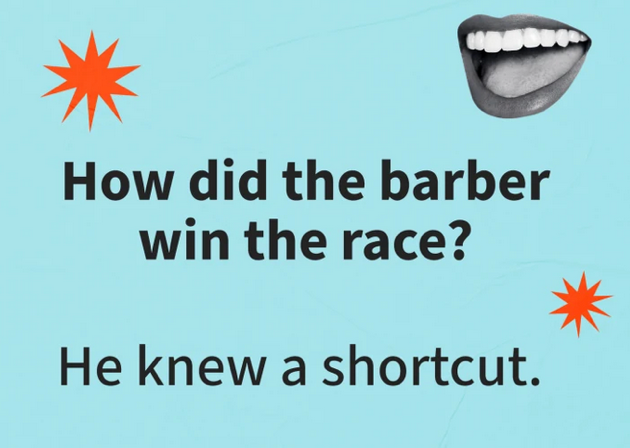 How did the barber
win the race?
He knew a shortcut.